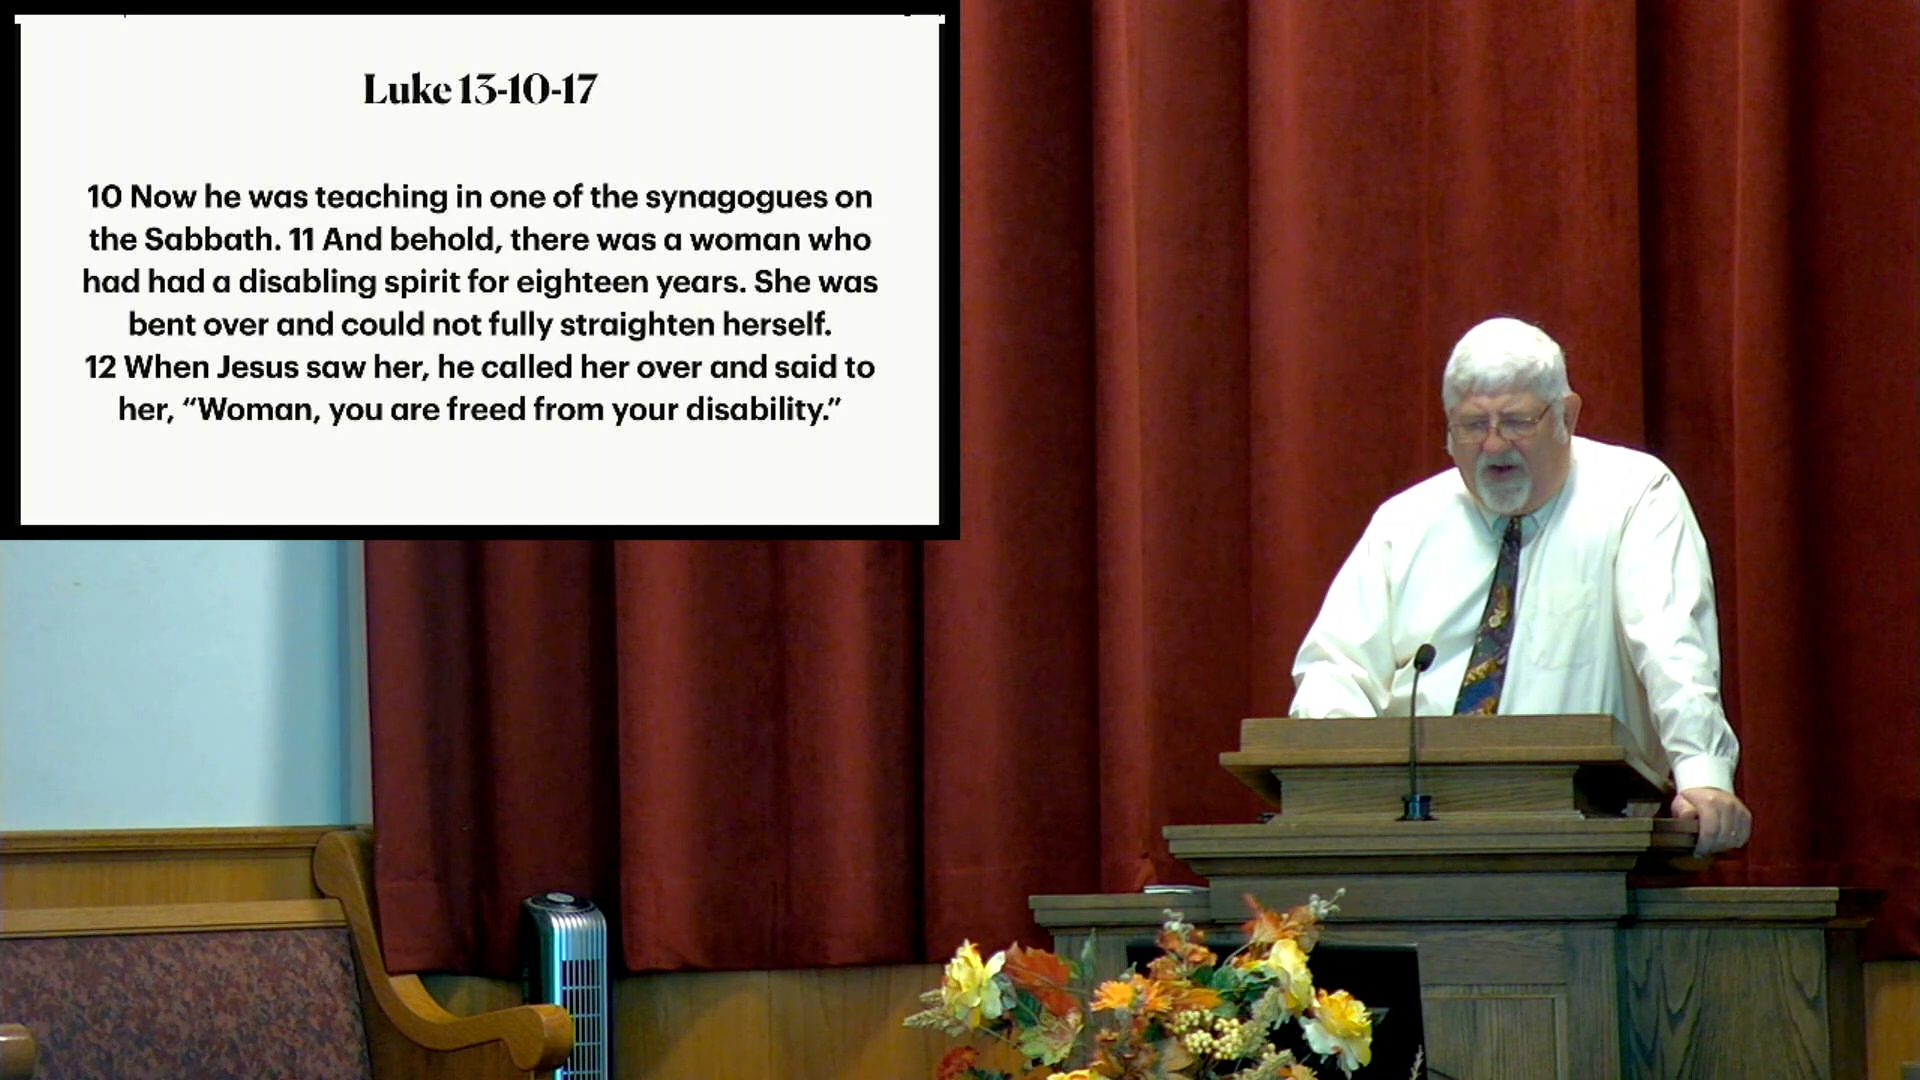 Luke 13-10-17
10 Now he was teaching in one of the synagogues on
the Sabbath. 11 And behold, there was a woman who
had had a disabling spirit for eighteen years. She was
bent over and could not fully straighten herself.
12 When Jesus saw her, he called her over and said to
her, “Woman, you are freed from your disability.”